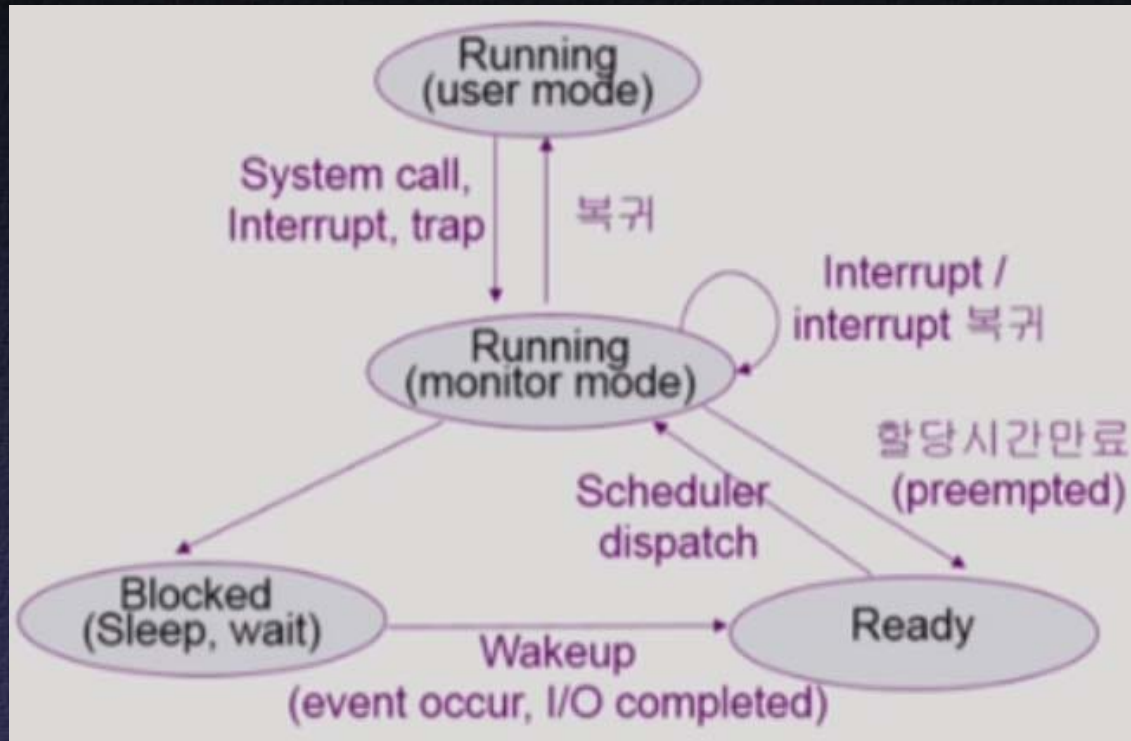 Running
(user mode)
System call,
Interrupt, trap
복귀
Interrupt /
interrupt 복귀
Running
(monitor mode)
할당시간만료
(preempted)
Scheduler
dispatch
Blocked
(Sleep, wait)
Ready
Wakeup
(event occur, I/O completed)